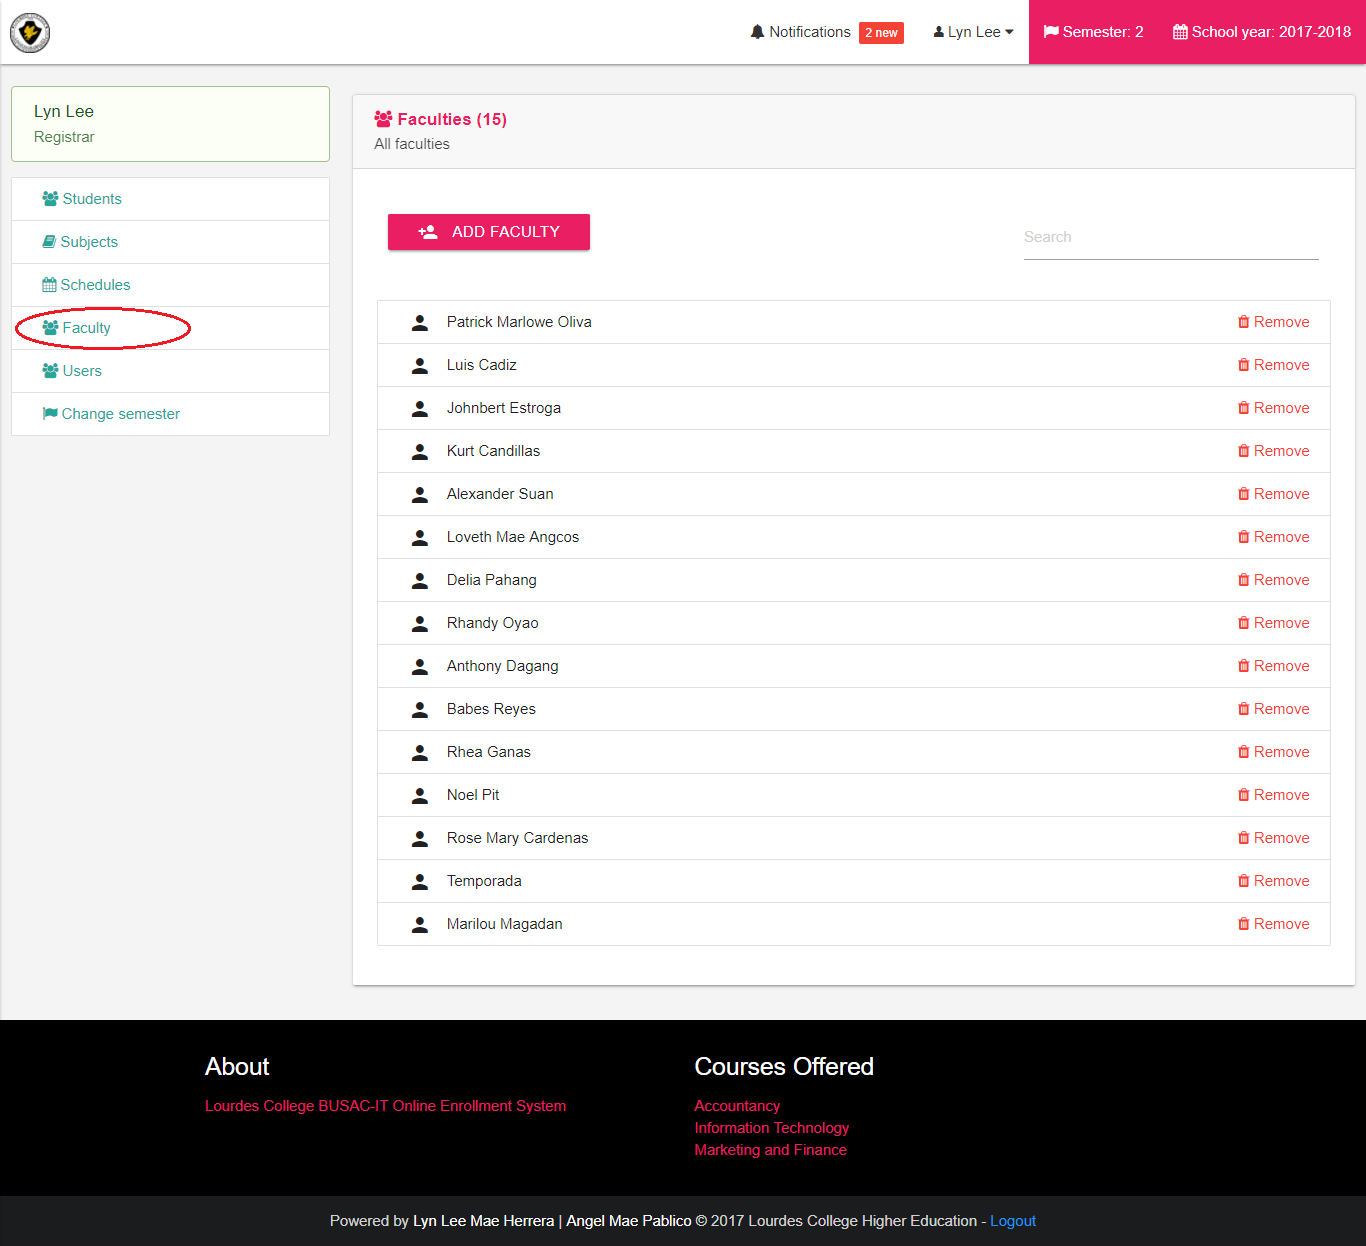 Notifications 2 new Lyn Lee Semester: 2 School year: 2017-2018
Lyn Lee
Registrar
Students
Subjects
Schedules
Faculty
Users
Change semester
Faculties (15)
All faculties
ADD FACULTY
Search
Patrick Marlowe Oliva Remove
Luis Cadiz Remove
Johnbert Estroga Remove
Kurt Candillas Remove
Alexander Suan Remove
Loveth Mae Angcos Remove
Delia Pahang Remove
Rhandy Oyao Remove
Anthony Dagang Remove
Babes Reyes Remove
Rhea Ganas Remove
Noel Pit Remove
Rose Mary Cardenas Remove
Temporada Remove
Marilou Magadan Remove
About
Lourdes College BUSAC-IT Online Enrollment System
Courses Offered
Accountancy
Information Technology
Marketing and Finance
Powered by Lyn Lee Mae Herrera | Angel Mae Pablico © 2017 Lourdes College Higher Education - Logout